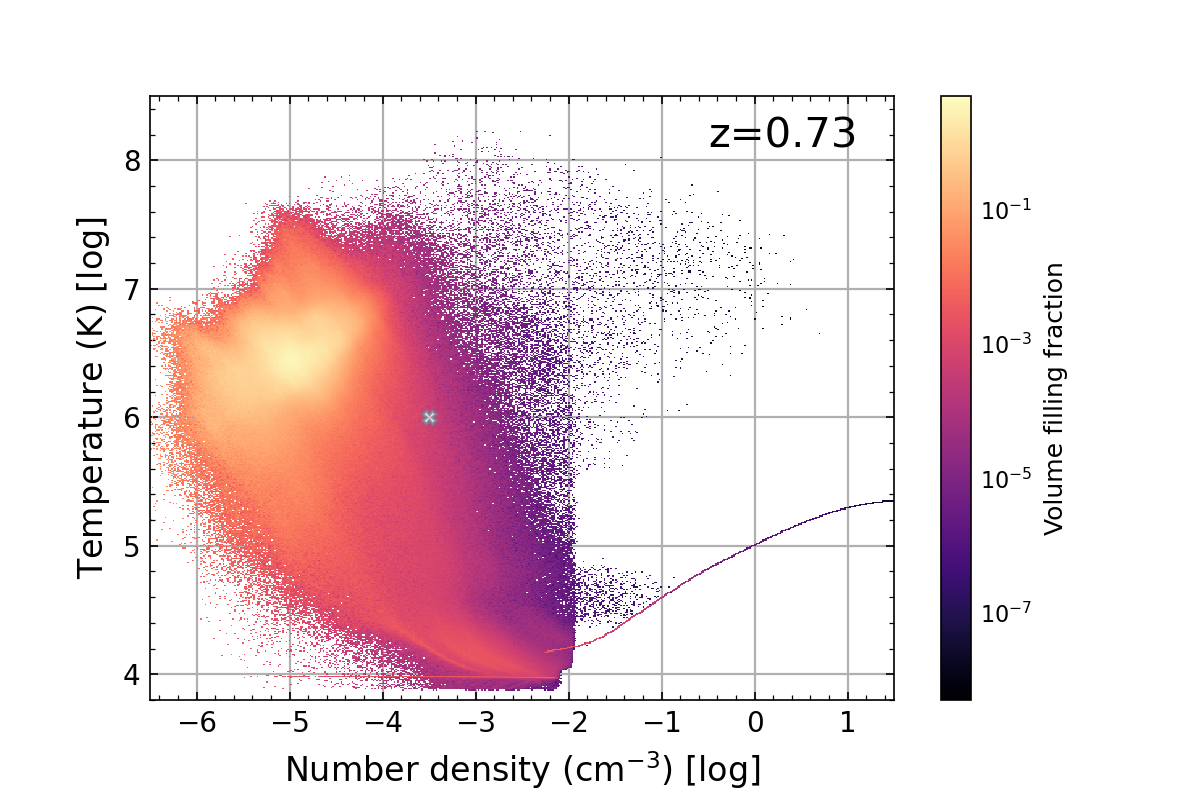 z=0.73
8
7
6
5
4
Temperature (K) [log]
−6 −5 −4 −3 −2 −1 0 1
Number density (cm⁻³) [log]
10⁻¹
10⁻³
10⁻⁵
10⁻⁷
Volume filling fraction